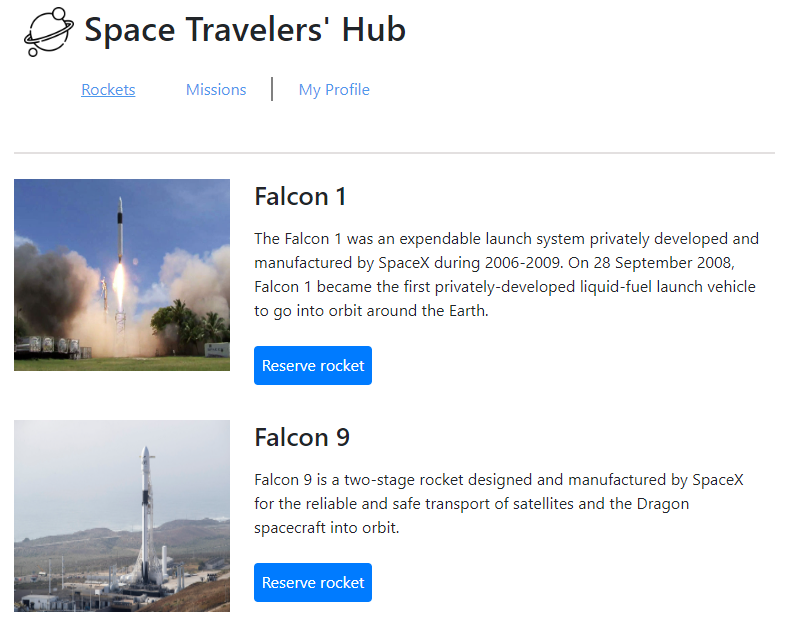 Space Travelers' Hub
Rockets
Missions
My Profile
Falcon 1
The Falcon 1 was an expendable launch system privately developed and
manufactured by SpaceX during 2006-2009. On 28 September 2008,
Falcon 1 became the first privately-developed liquid-fuel launch vehicle
to go into orbit around the Earth.
Reserve rocket
Falcon 9
Falcon 9 is a two-stage rocket designed and manufactured by SpaceX
for the reliable and safe transport of satellites and the Dragon
spacecraft into orbit.
Reserve rocket